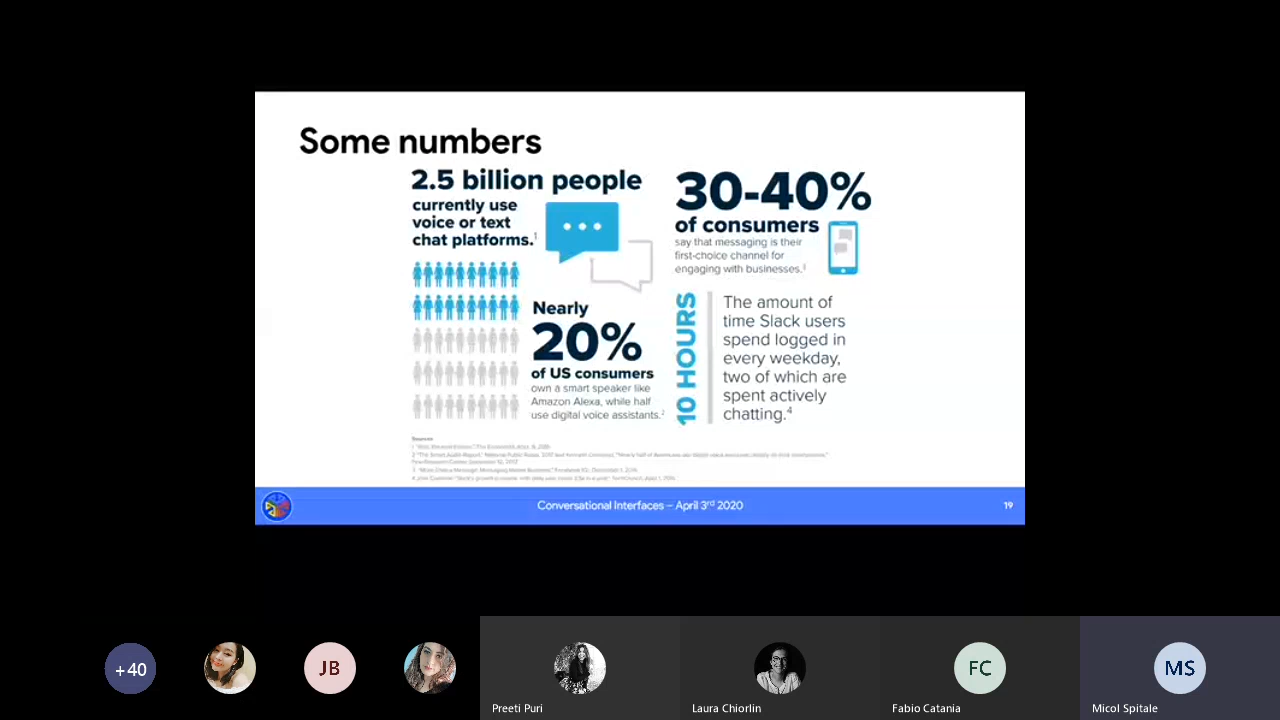 Some numbers
2.5 billion people
currently use
voice or text
chat platforms.1
Nearly
20%
of US consumers
own a smart speaker like
Amazon Alexa, while half
use digital voice assistants.2
30-40%
of consumers
say that messaging is their
first-choice channel for
engaging with businesses.3
10 HOURS
The amount of
time Slack users
spend logged in
every weekday,
two of which are
spent actively
chatting.4
Sources
Conversational Interfaces – April 3rd 2020
19
+40
JB
FC
MS
Preeti Puri
Laura Chiorlin
Fabio Catania
Micol Spitale